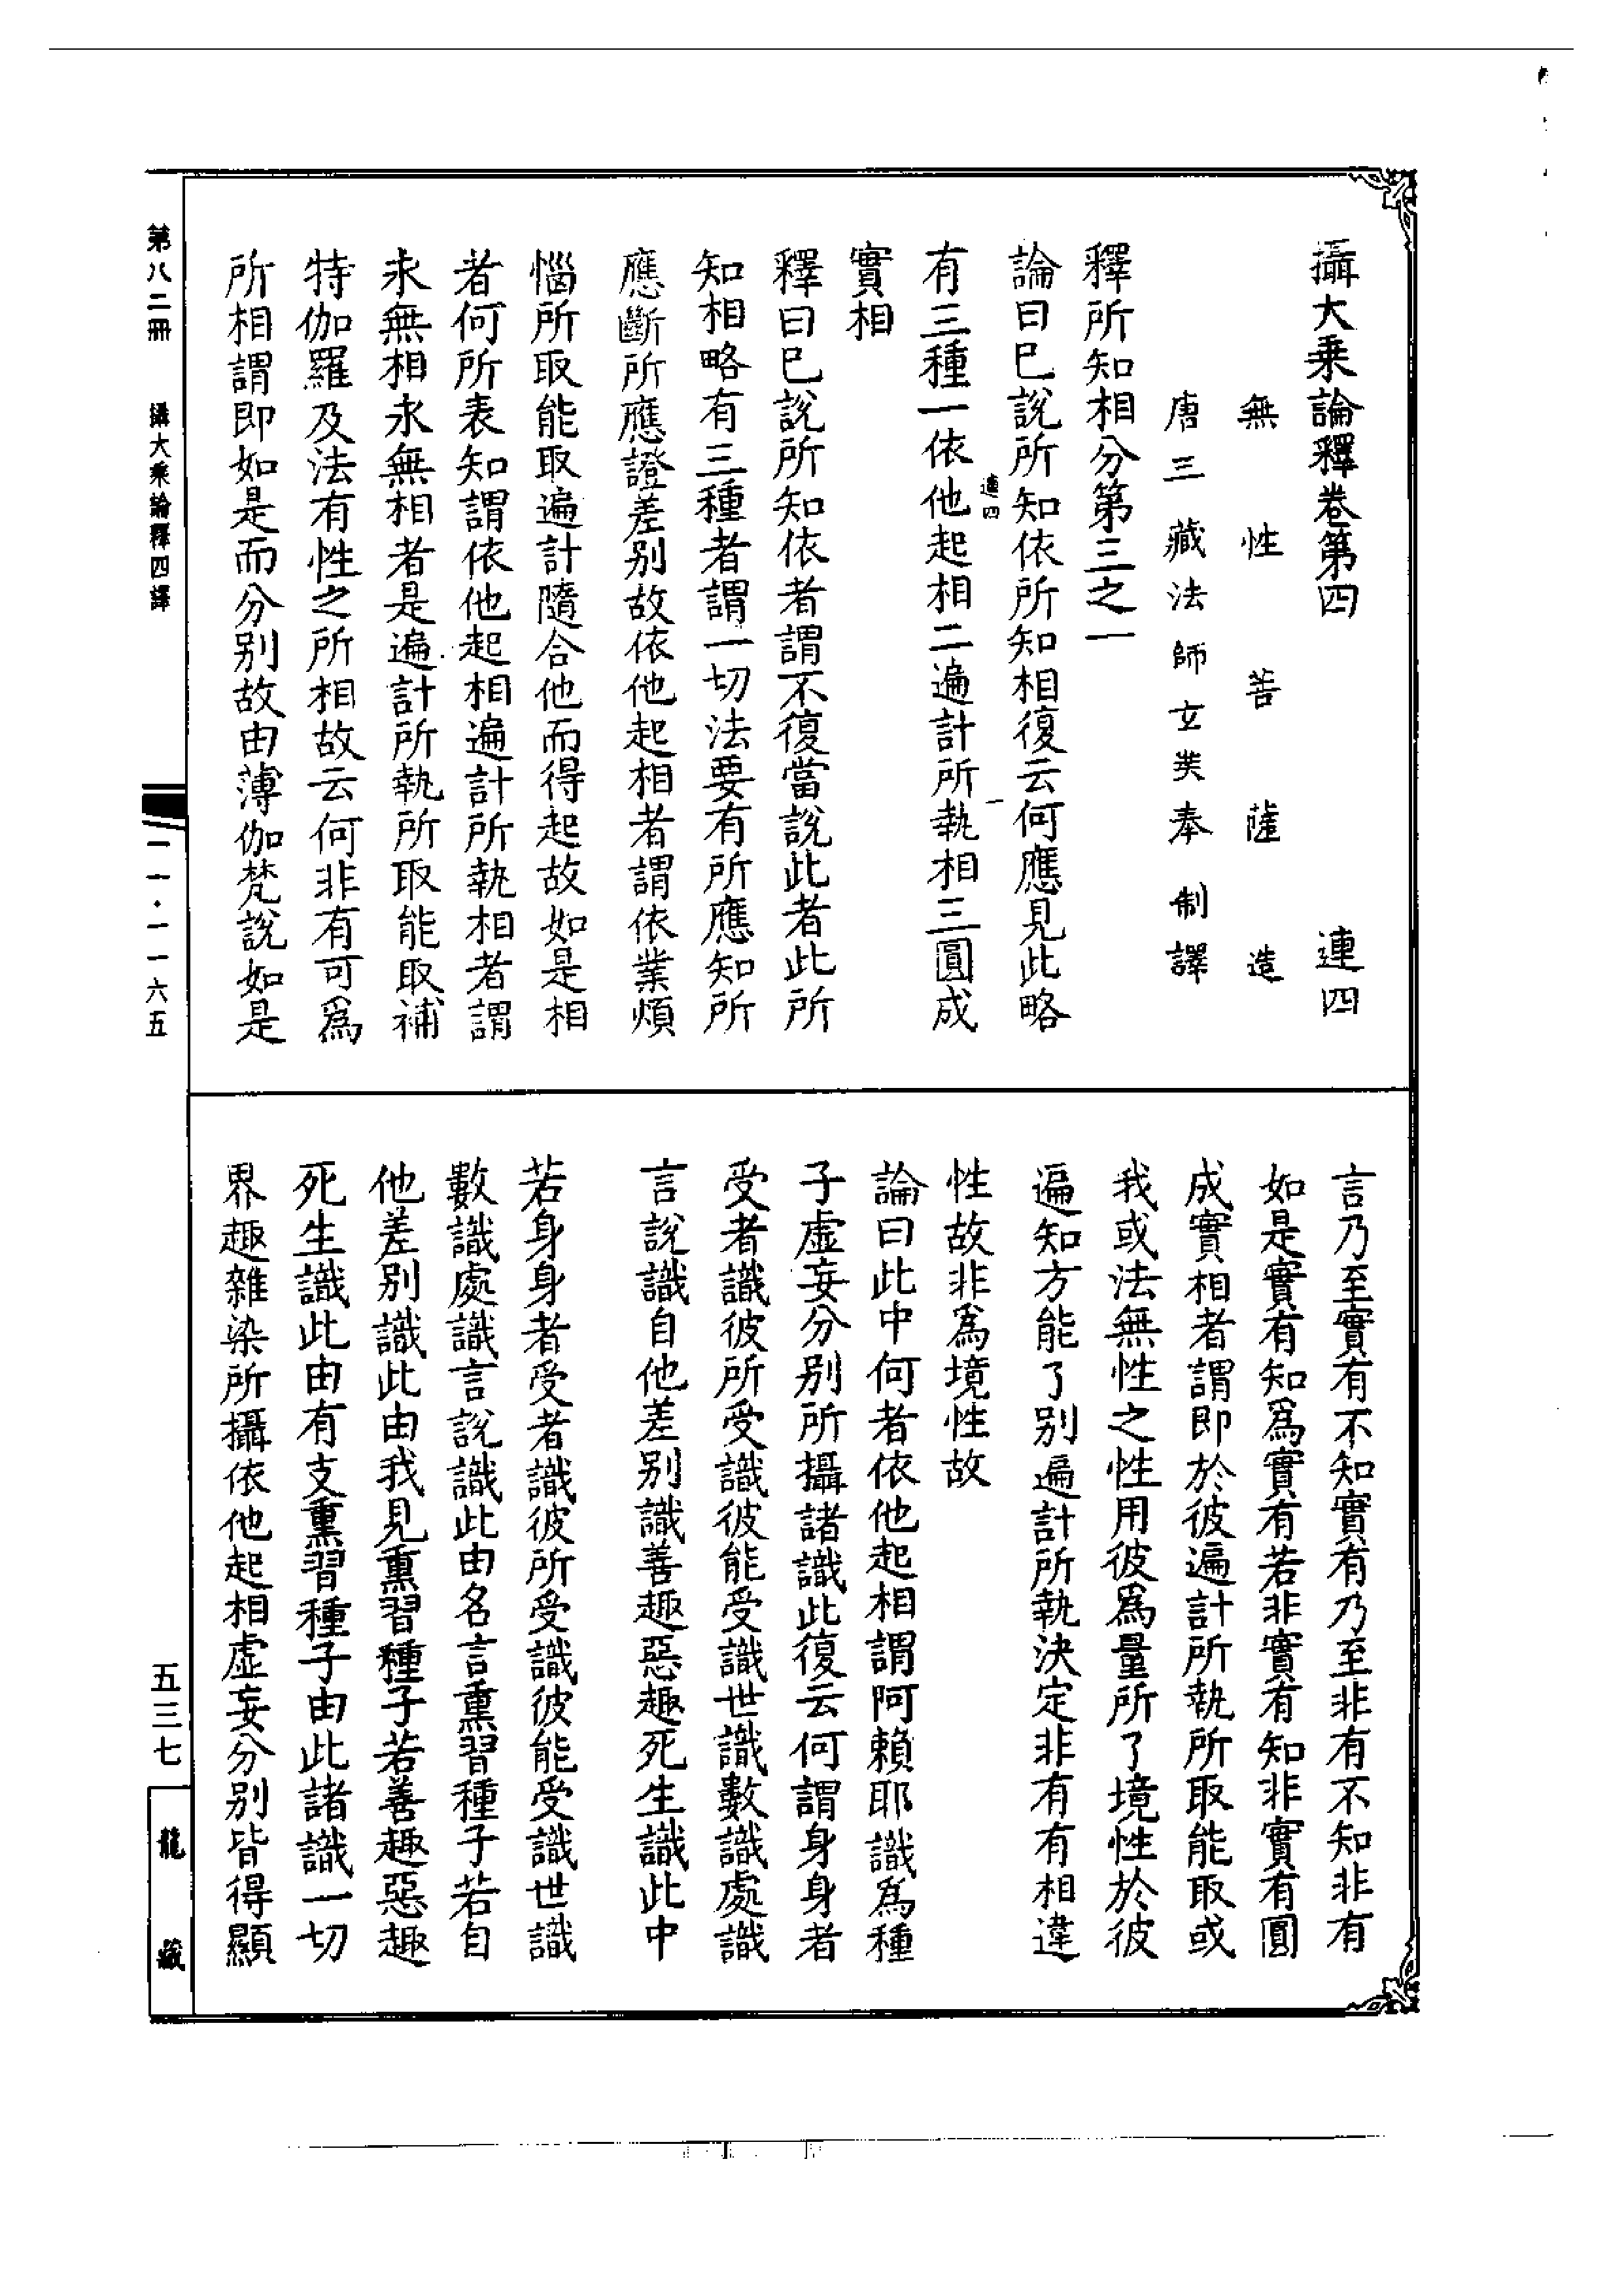 攝大乘論釋卷第四　連四
無性菩薩造
唐三藏法師玄奘奉制譯
釋所知相分第三之一
論曰巳說所知依所知相復云何應見此略
有三種一依他起相二遍計所執相三圓成
連四　一
實相
釋曰巳說所知依者謂不復當說此者此所
知相略有三種者謂一切法要有所應知所
應斷所應證差別故依他起相者謂依業煩
惱所取能取遍計隨合他而得起故如是相
者何所表知謂依他起相遍計所執相者謂
永無相永無相者是遍計所執所取能取補
特伽羅及法有性之所相故云何非有可為
所相謂即如是而分別故由薄伽梵說如是
言乃至實有不知實有乃至非有不知非有
如是實有知為實有若非實有知非實有圓
成實相者謂即於彼遍計所執所取能取或
我或法無性之性用彼為量所了境性於彼
遍知方能了別遍計所執決定非有有相違
性故非為境性故
論曰此中何者依他起相謂阿賴耶識為種
子虛妄分別所攝諸識此復云何謂身身者
受者識彼所受識彼能受識世識數識處識
言說識自他差別識善趣惡趣死生識此中
若身身者受者識彼所受識彼能受識世識
數識處識言說識此由名言熏習種子若自
他差別識此由我見熏習種子若善趣惡趣
死生識此由有支熏習種子由此諸識一切
界趣雜染所攝依他起相虛妄分別皆得顯
第八二冊　攝大乘論釋四譯
一一·一一六五
五三七
龍藏